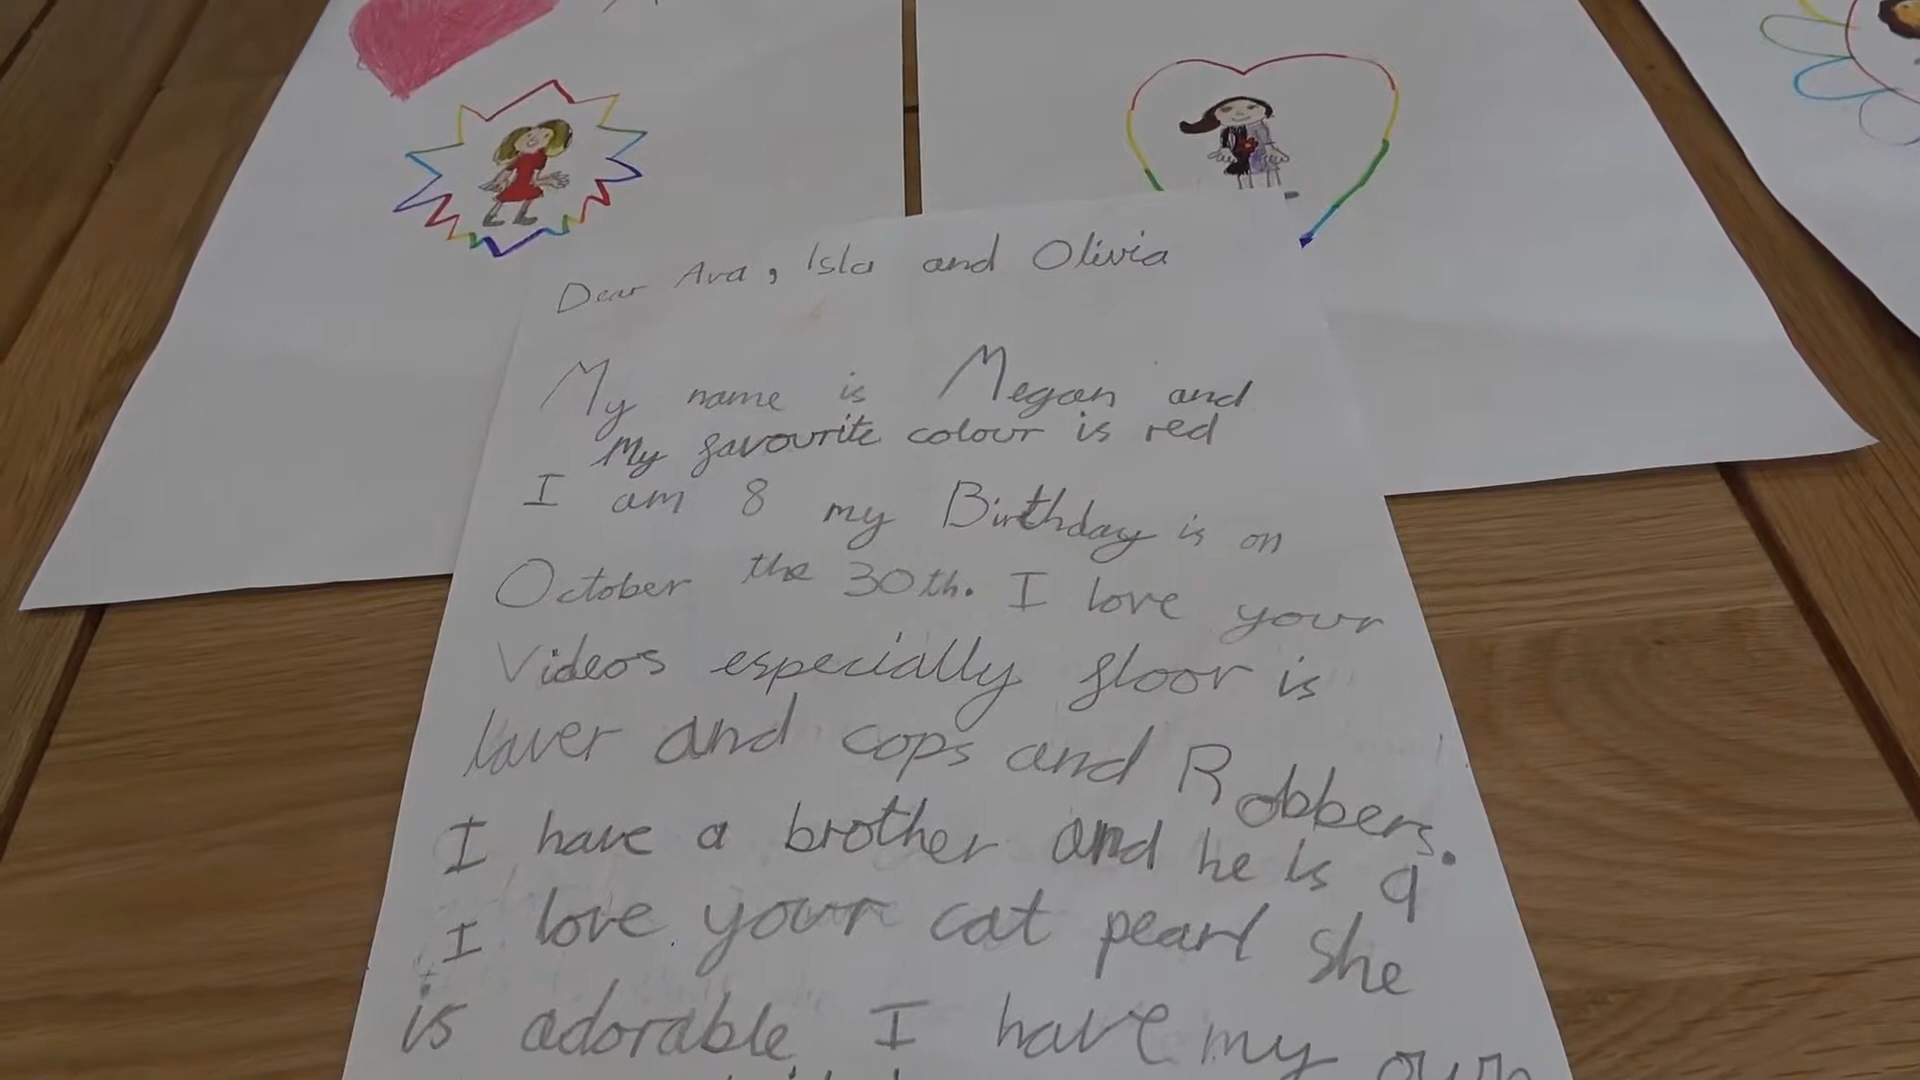 Dear Ava, Isla and Olivia
My name is Megan and
My favourite colour is red
I am 8 my Birthday is on
October the 30th. I love your
Videos especially floor is
laver and cops and Robbers.
I have a brother and he is 9
I love your cat pearl She
is adorable I have my own